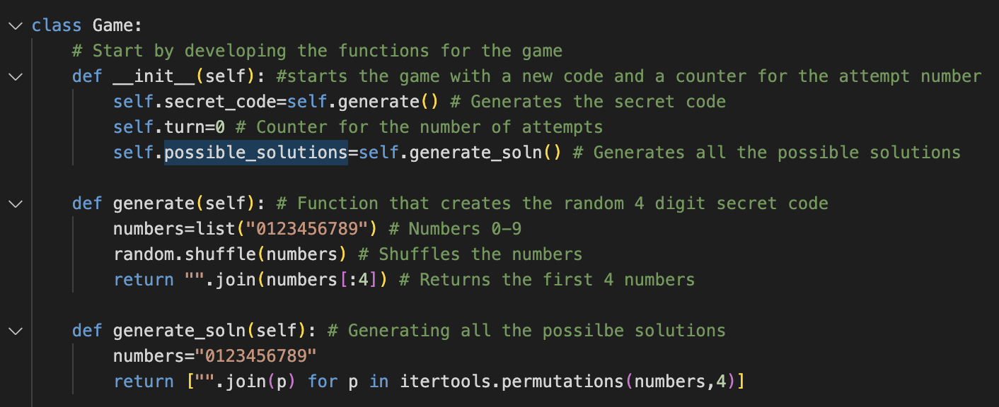 class Game:
# Start by developing the functions for the game
def __init__(self): #starts the game with a new code and a counter for the attempt number
self.secret_code=self.generate() # Generates the secret code
self.turn=0 # Counter for the number of attempts
self.possible_solutions=self.generate_soln() # Generates all the possible solutions
def generate(self): # Function that creates the random 4 digit secret code
numbers=list("0123456789") # Numbers 0-9
random.shuffle(numbers) # Shuffles the numbers
return "".join(numbers[:4]) # Returns the first 4 numbers
def generate_soln(self): # Generating all the possilbe solutions
numbers="0123456789"
return ["".join(p) for p in itertools.permutations(numbers,4)]